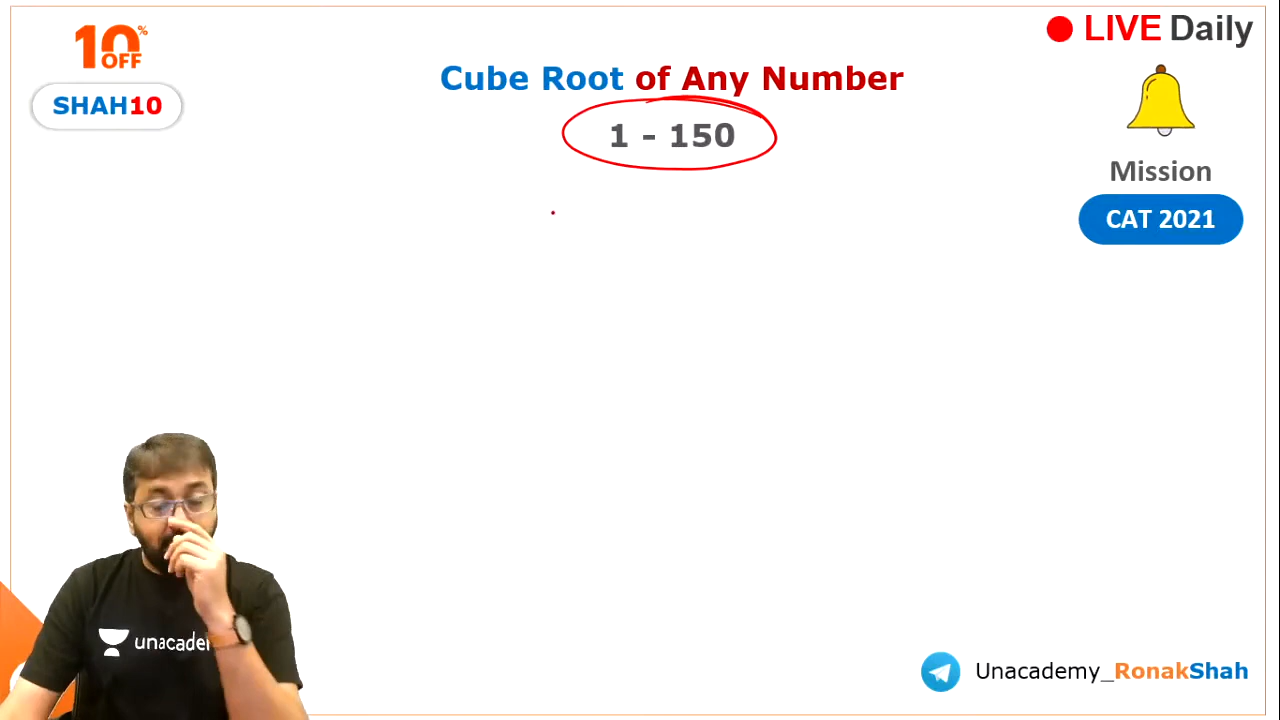 10% OFF
SHAH10
Cube Root of Any Number
1 - 150
LIVE Daily
Mission
CAT 2021
unacade
Unacademy_RonakShah